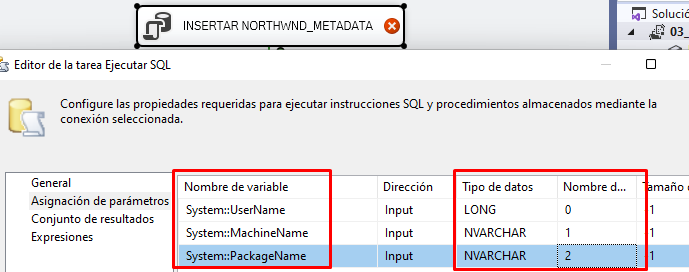 INSERTAR NORTHWND_METADATA
Solució
03_
Editor de la tarea Ejecutar SQL
Configure las propiedades requeridas para ejecutar instrucciones SQL y procedimientos almacenados mediante la
conexión seleccionada.
General
Asignación de parámetros
Conjunto de resultados
Expresiones
Nombre de variable Dirección Tipo de datos Nombre d... Tamaño d
System::UserName Input LONG 0 1
System::MachineName Input NVARCHAR 1 1
System::PackageName Input NVARCHAR 2 1